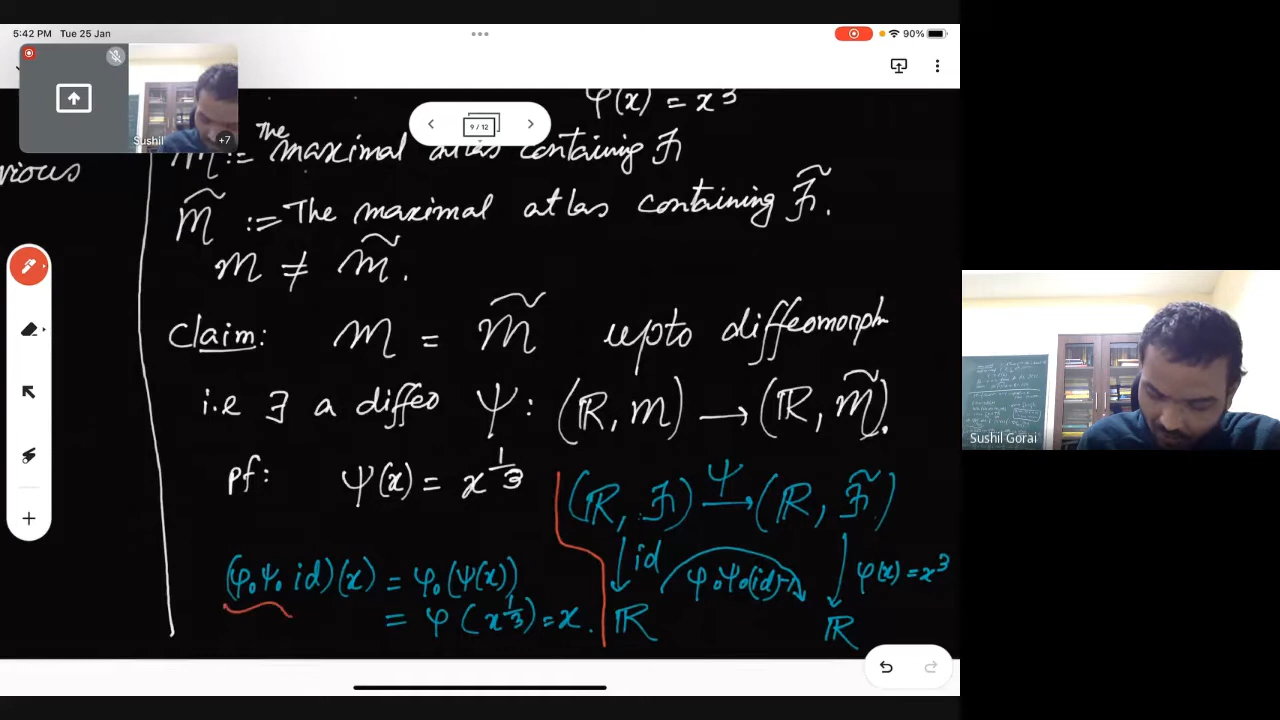 5:42 PM Tue 25 Jan
90%
Sushil
+7
9 / 12
φ(x) = x³
vious
m := The maximal atlas containing F
m̃ := The maximal atlas containing F̃.
m ≠ m̃.
Claim: m = m̃ upto diffeomorph
i.e ∃ a diffeo Ψ: (ℝ, m) → (ℝ, m̃).
pf: Ψ(x) = x^{1/3}
(ℝ, F) Ψ→ (ℝ, F̃)
↓ id φ∘Ψ∘(id)⁻¹ ↓ φ(x) = x³
ℝ ℝ
(φ∘Ψ∘id)(x) = φ∘(Ψ(x))
= φ(x^{1/3}) = x.
Sushil Gorai